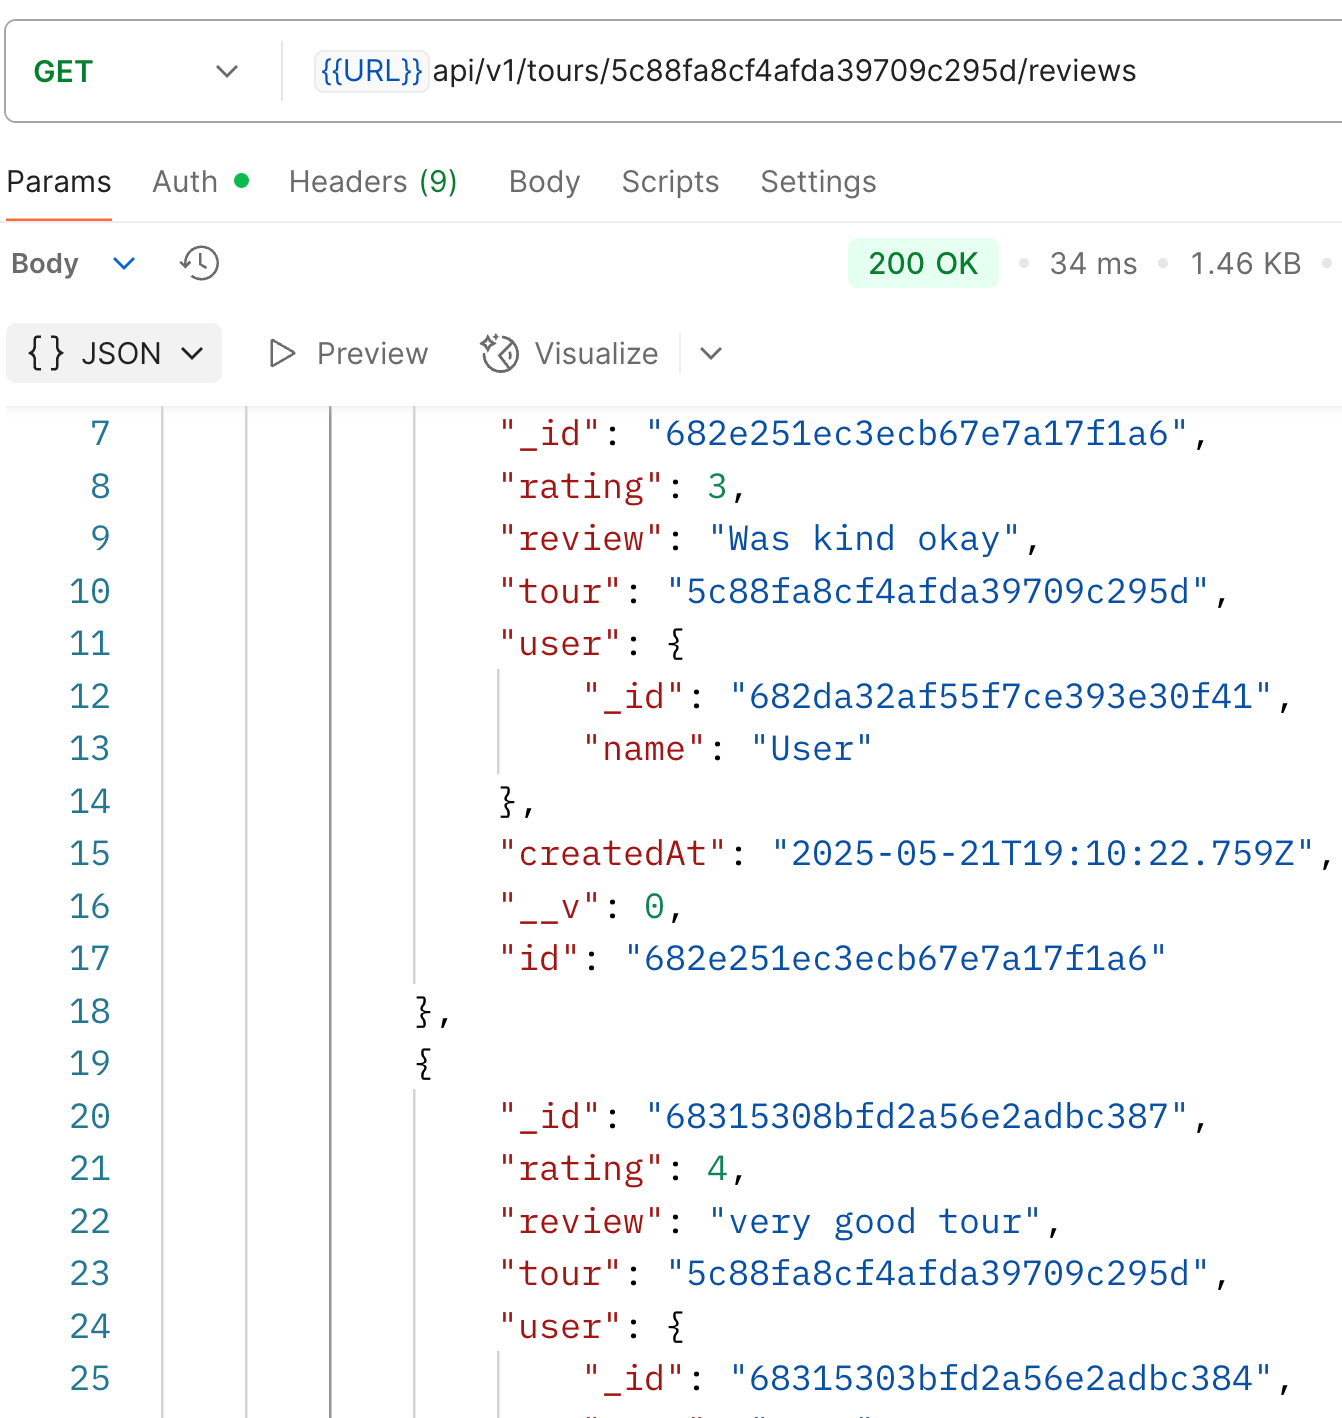 GET {{URL}} api/v1/tours/5c88fa8cf4afda39709c295d/reviews
Params Auth Headers (9) Body Scripts Settings
Body 200 OK 34 ms 1.46 KB
{} JSON Preview Visualize
7 "_id": "682e251ec3ecb67e7a17f1a6",
8 "rating": 3,
9 "review": "Was kind okay",
10 "tour": "5c88fa8cf4afda39709c295d",
11 "user": {
12 "_id": "682da32af55f7ce393e30f41",
13 "name": "User"
14 },
15 "createdAt": "2025-05-21T19:10:22.759Z",
16 "__v": 0,
17 "id": "682e251ec3ecb67e7a17f1a6"
18 },
19 {
20 "_id": "68315308bfd2a56e2adbc387",
21 "rating": 4,
22 "review": "very good tour",
23 "tour": "5c88fa8cf4afda39709c295d",
24 "user": {
25 "_id": "68315303bfd2a56e2adbc384",